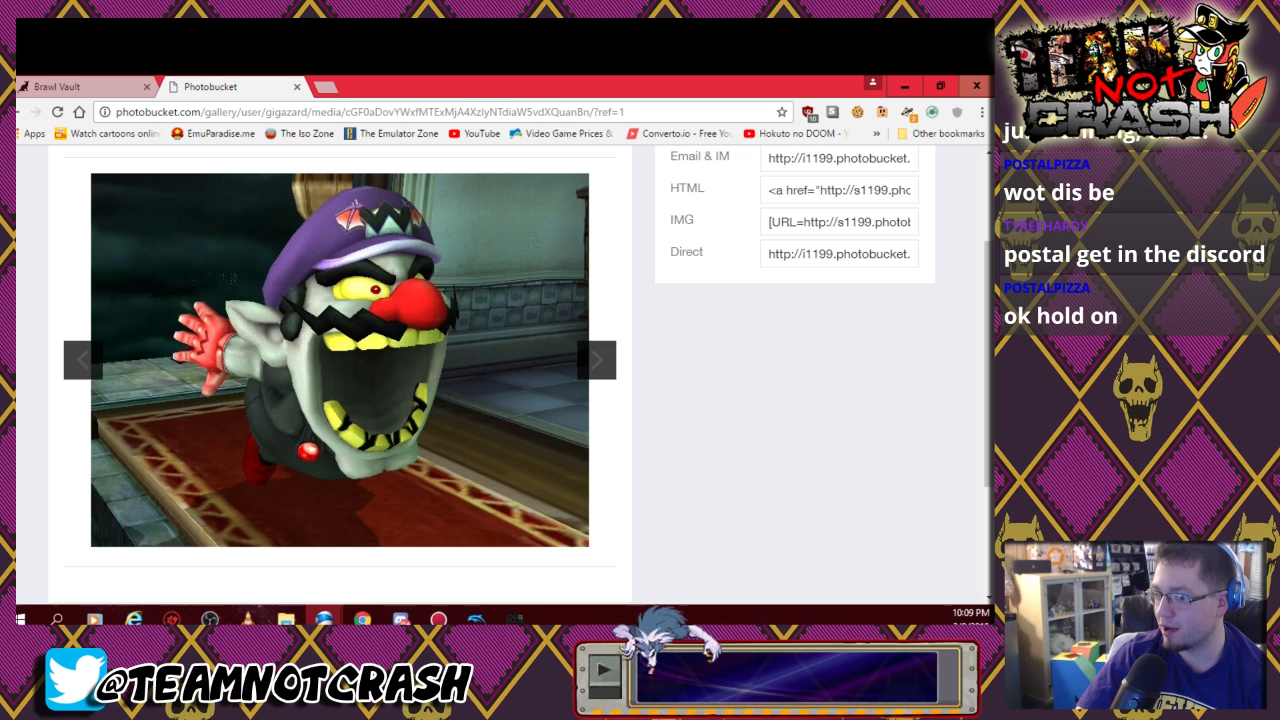 Brawl Vault
Photobucket
photobucket.com/gallery/user/gigazard/media/cGF0aDovYWxfMTExMjA4XzIyNTdiaW5vdXQuanBn/?ref=1
Apps
Watch cartoons onlin
EmuParadise.me
The Iso Zone
The Emulator Zone
YouTube
Video Game Prices &
Converto.io - Free You
Hokuto no DOOM - Y
»
Other bookmarks
Email & IM
http://i1199.photobucket.
HTML
<a href="http://s1199.pho
IMG
[URL=http://s1199.photol
Direct
http://i1199.photobucket.
10:09 PM
TEAM
NOT
CRASH
POSTALPIZZA
wot dis be
TYREEHARDY
postal get in the discord
POSTALPIZZA
ok hold on
@TEAMNOTCRASH